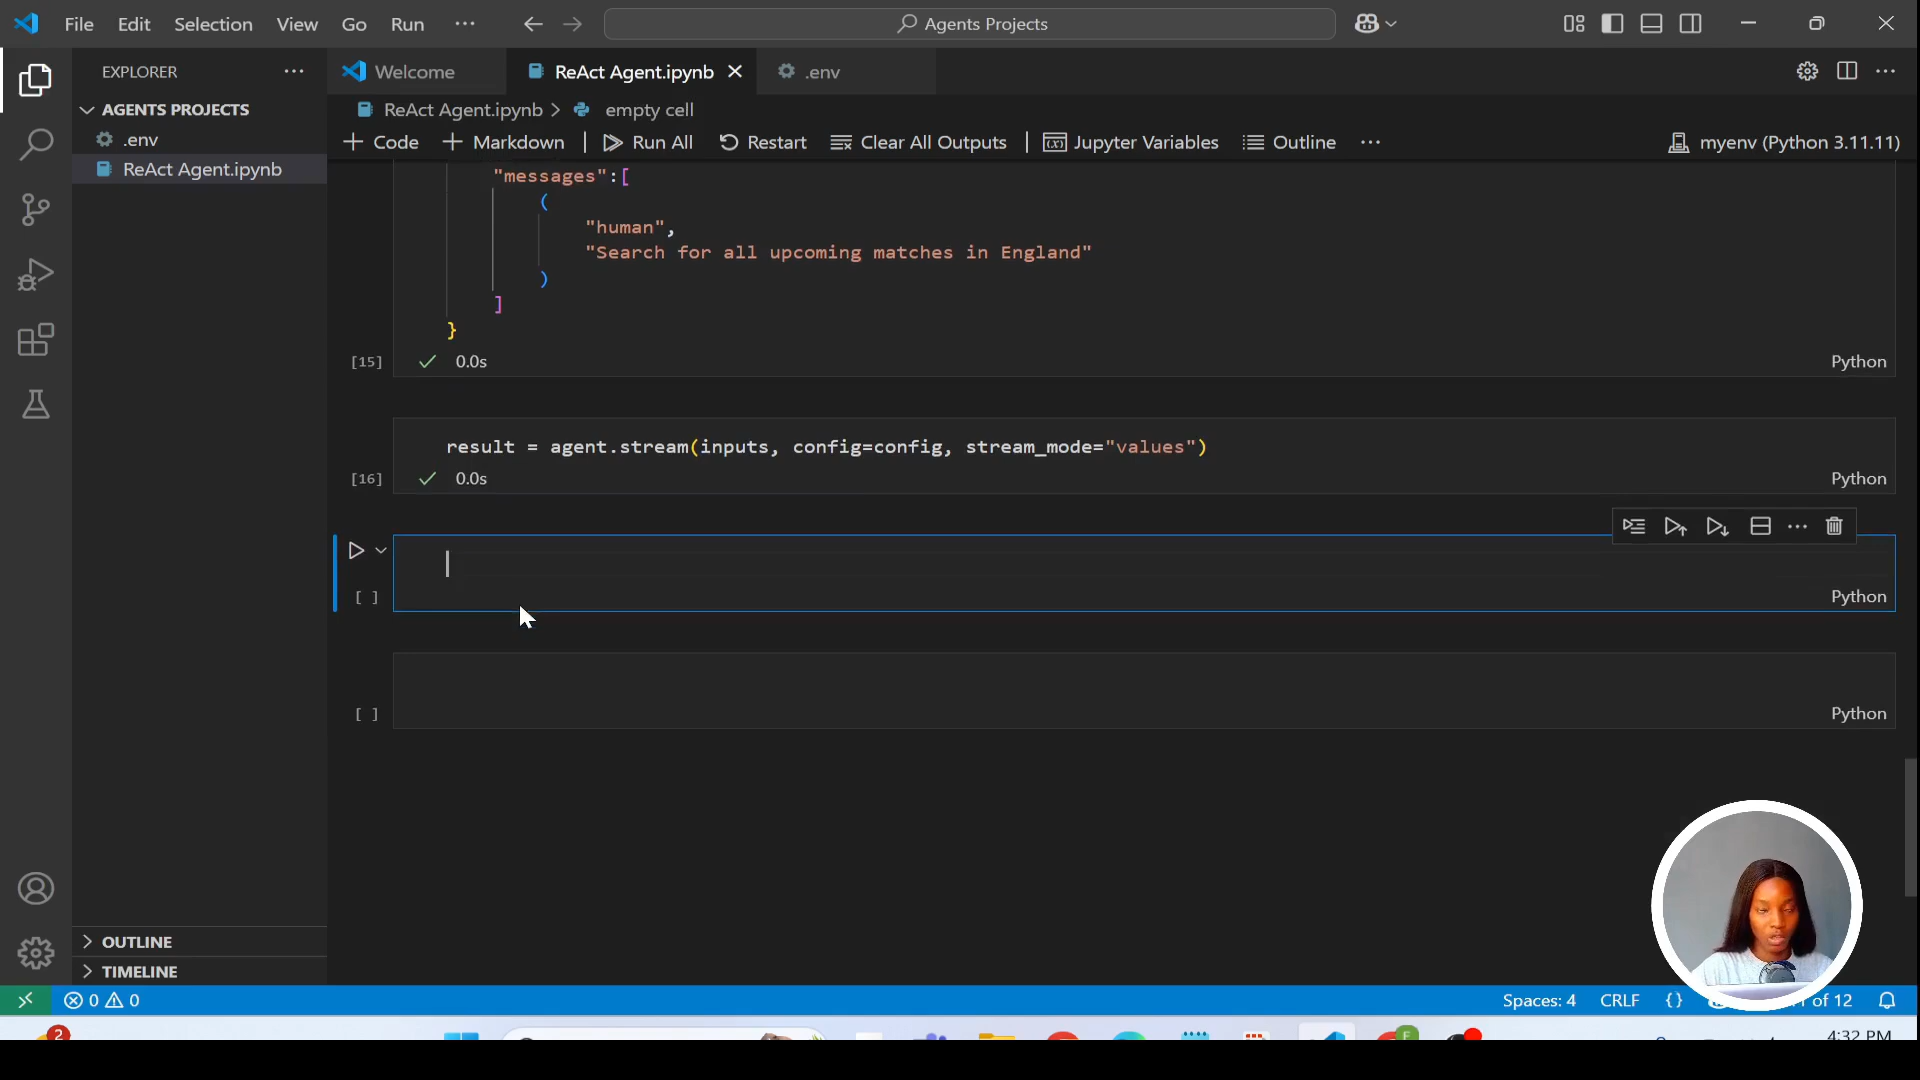 File Edit Selection View Go Run ··· Agents Projects
EXPLORER ···
Welcome ReAct Agent.ipynb .env
AGENTS PROJECTS
.env
ReAct Agent.ipynb
ReAct Agent.ipynb > empty cell
+ Code + Markdown | Run All Restart Clear All Outputs | Jupyter Variables Outline ··· myenv (Python 3.11.11)
"messages":[
(
"human",
"Search for all upcoming matches in England"
)
]
}
[15] 0.0s Python
result = agent.stream(inputs, config=config, stream_mode="values")
[16] 0.0s Python
[ ] Python
[ ] Python
OUTLINE
TIMELINE
0 0 Spaces: 4 CRLF {} of 12
2 4:32 PM